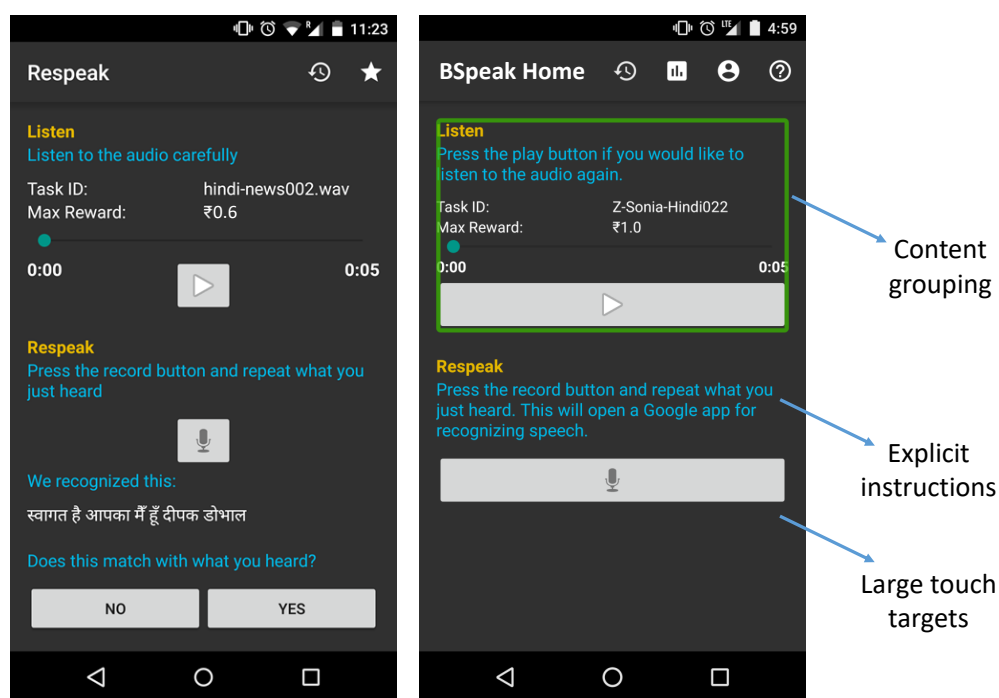 R
11:23
Respeak
Listen
Listen to the audio carefully
Task ID: hindi-news002.wav
Max Reward: ₹0.6
0:00 0:05
Respeak
Press the record button and repeat what you
just heard
We recognized this:
स्वागत है आपका मैं हूँ दीपक डोभाल
Does this match with what you heard?
NO YES
LTE 4:59
BSpeak Home
Listen
Press the play button if you would like to
listen to the audio again.
Task ID: Z-Sonia-Hindi022
Max Reward: ₹1.0
0:00 0:05
Respeak
Press the record button and repeat what you
just heard. This will open a Google app for
recognizing speech.
Content
grouping
Explicit
instructions
Large touch
targets